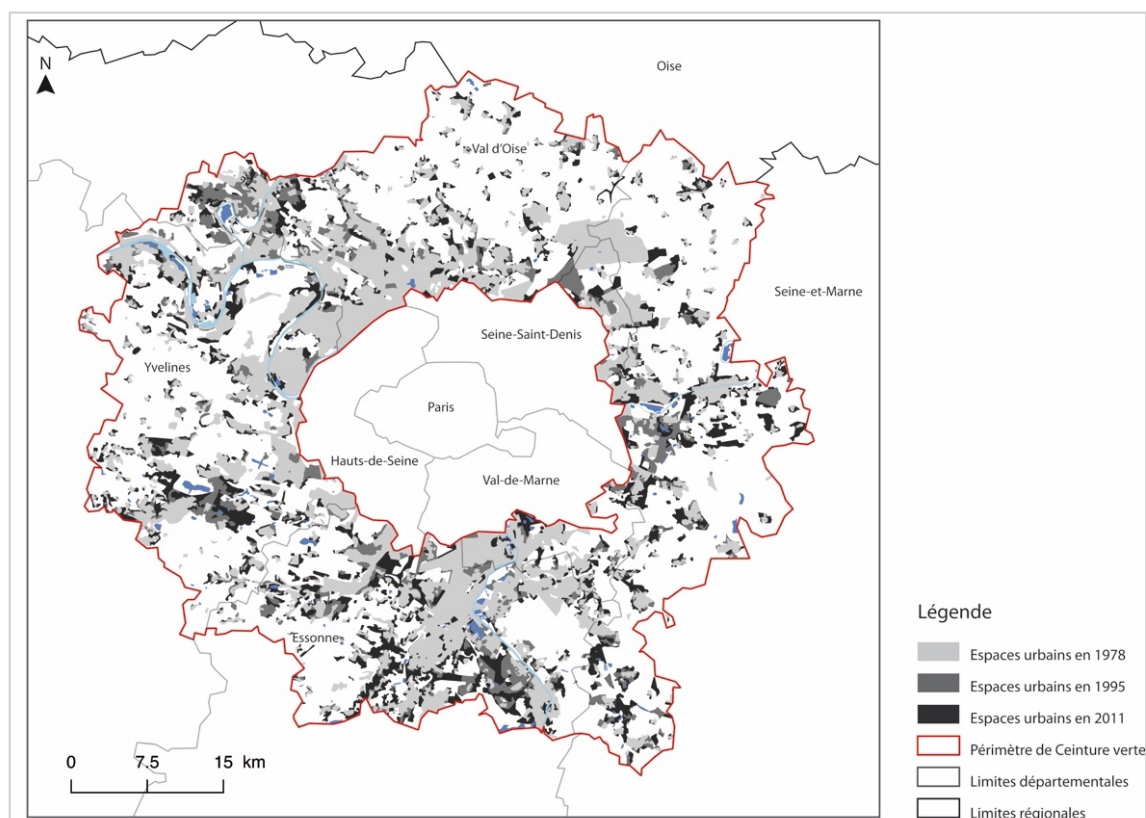 N
Oise
Val d'Oise
Seine-et-Marne
Seine-Saint-Denis
Yvelines
Paris
Hauts-de-Seine
Val-de-Marne
Essonne
0 7.5 15 km
Légende
Espaces urbains en 1978
Espaces urbains en 1995
Espaces urbains en 2011
Périmètre de Ceinture verte
Limites départementales
Limites régionales